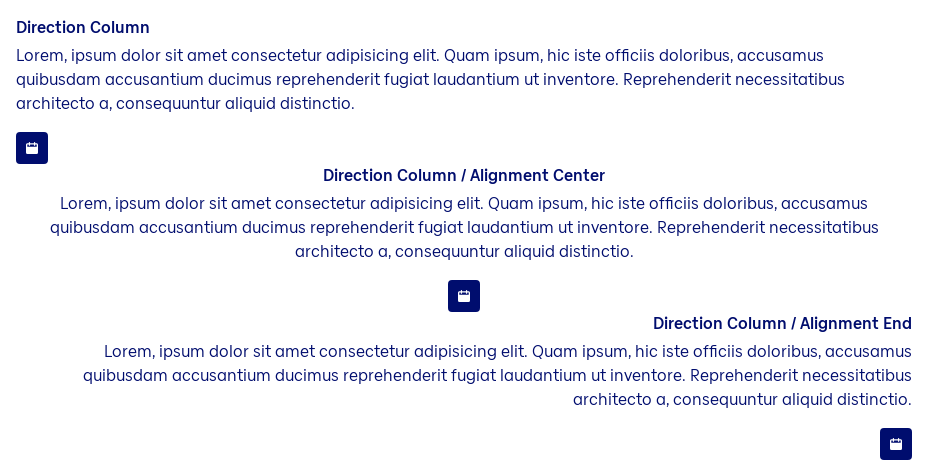 Direction Column
Lorem, ipsum dolor sit amet consectetur adipisicing elit. Quam ipsum, hic iste officiis doloribus, accusamus
quibusdam accusantium ducimus reprehenderit fugiat laudantium ut inventore. Reprehenderit necessitatibus
architecto a, consequuntur aliquid distinctio.
Direction Column / Alignment Center
Lorem, ipsum dolor sit amet consectetur adipisicing elit. Quam ipsum, hic iste officiis doloribus, accusamus
quibusdam accusantium ducimus reprehenderit fugiat laudantium ut inventore. Reprehenderit necessitatibus
architecto a, consequuntur aliquid distinctio.
Direction Column / Alignment End
Lorem, ipsum dolor sit amet consectetur adipisicing elit. Quam ipsum, hic iste officiis doloribus, accusamus
quibusdam accusantium ducimus reprehenderit fugiat laudantium ut inventore. Reprehenderit necessitatibus
architecto a, consequuntur aliquid distinctio.